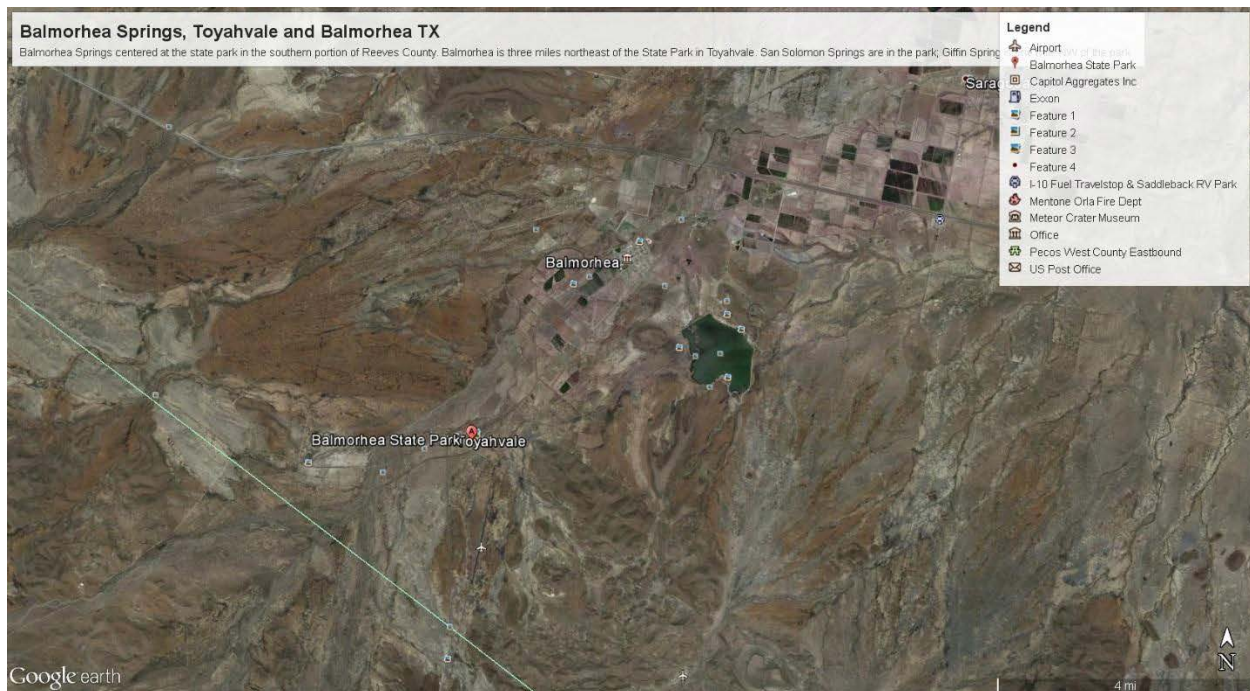 Balmorhea Springs, Toyahvale and Balmorhea TX
Balmorhea Springs centered at the state park in the southern portion of Reeves County. Balmorhea is three miles northeast of the State Park in Toyahvale. San Solomon Springs are in the park; Giffin Spring
Legend
Airport
Balmorhea State Park
Capitol Aggregates Inc
Exxon
Feature 1
Feature 2
Feature 3
Feature 4
I-10 Fuel Travelstop & Saddleback RV Park
Mentone Orla Fire Dept
Meteor Crater Museum
Office
Pecos West County Eastbound
US Post Office
Sarag
Balmorhea
Balmorhea State Park Toyahvale
A
N
Google earth
4 mi